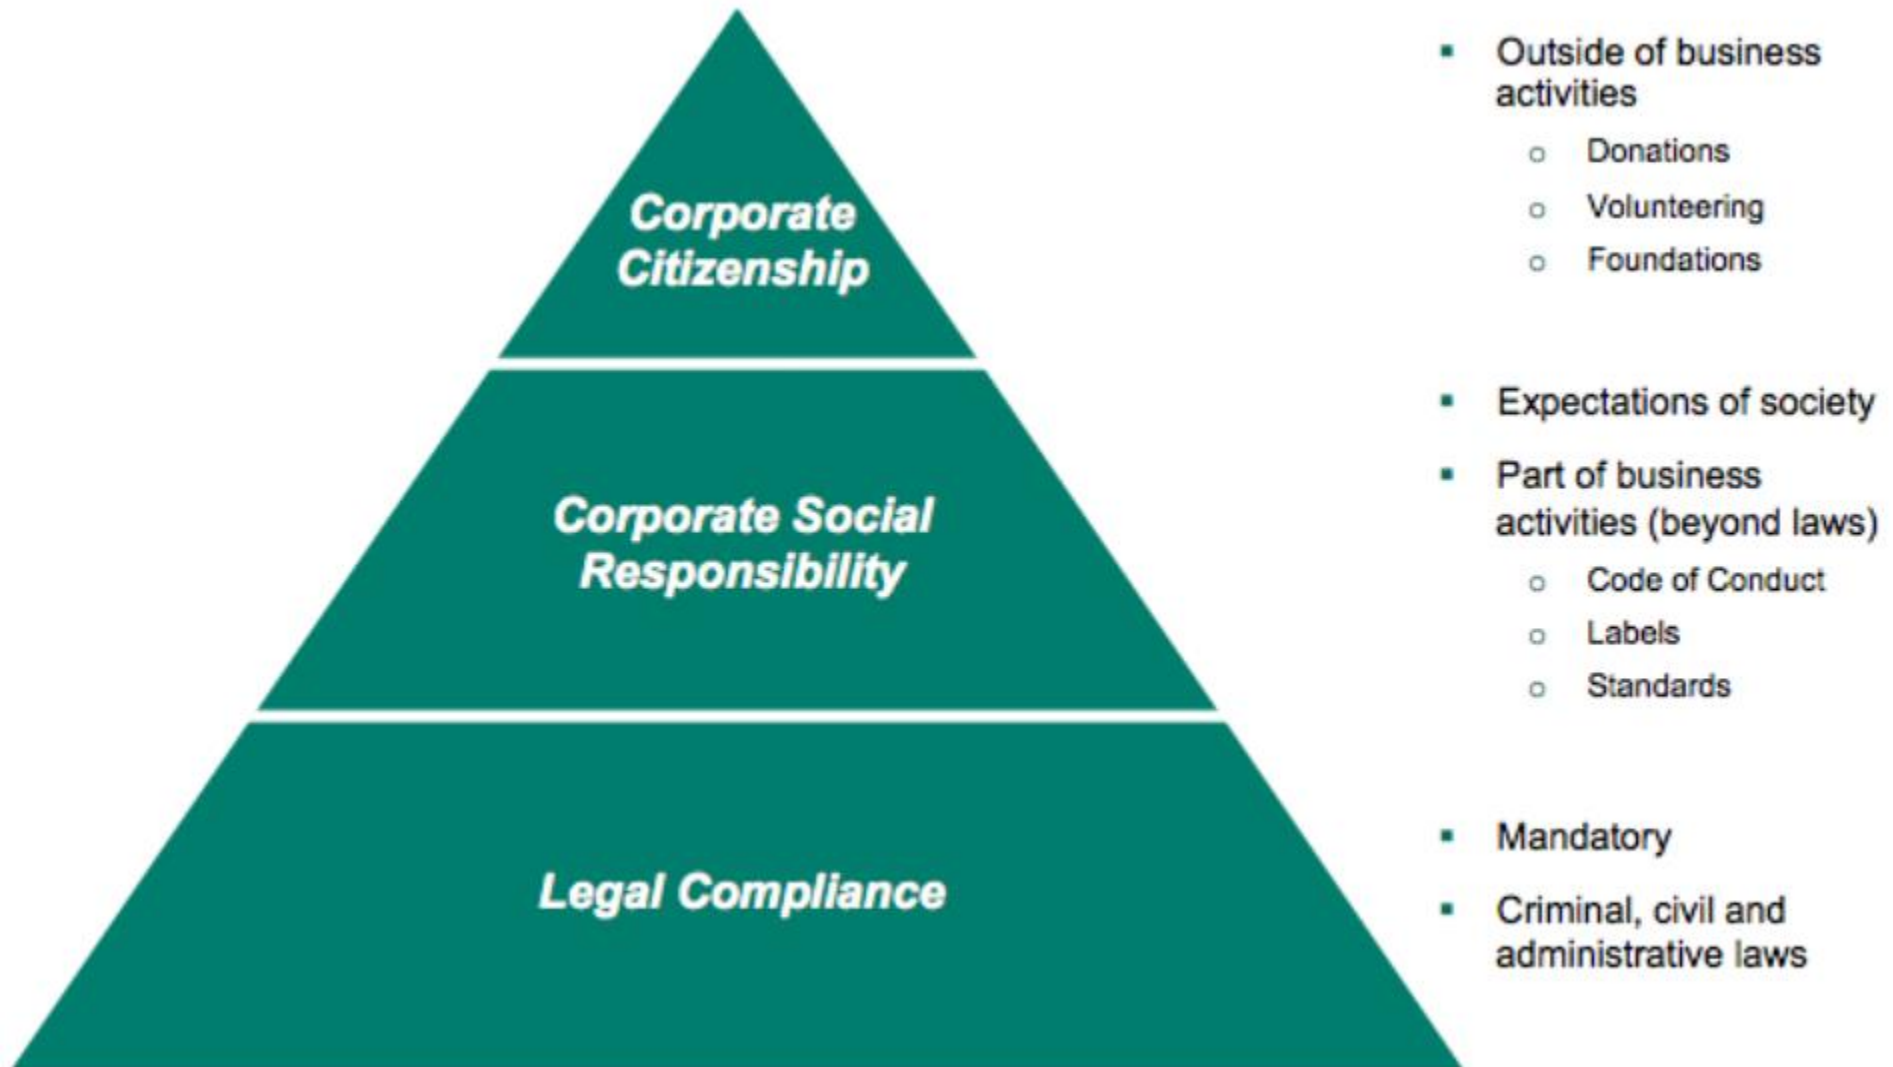 Corporate
Citizenship
▪ Outside of business
activities
o Donations
o Volunteering
o Foundations
Corporate Social
Responsibility
▪ Expectations of society
▪ Part of business
activities (beyond laws)
o Code of Conduct
o Labels
o Standards
Legal Compliance
▪ Mandatory
▪ Criminal, civil and
administrative laws